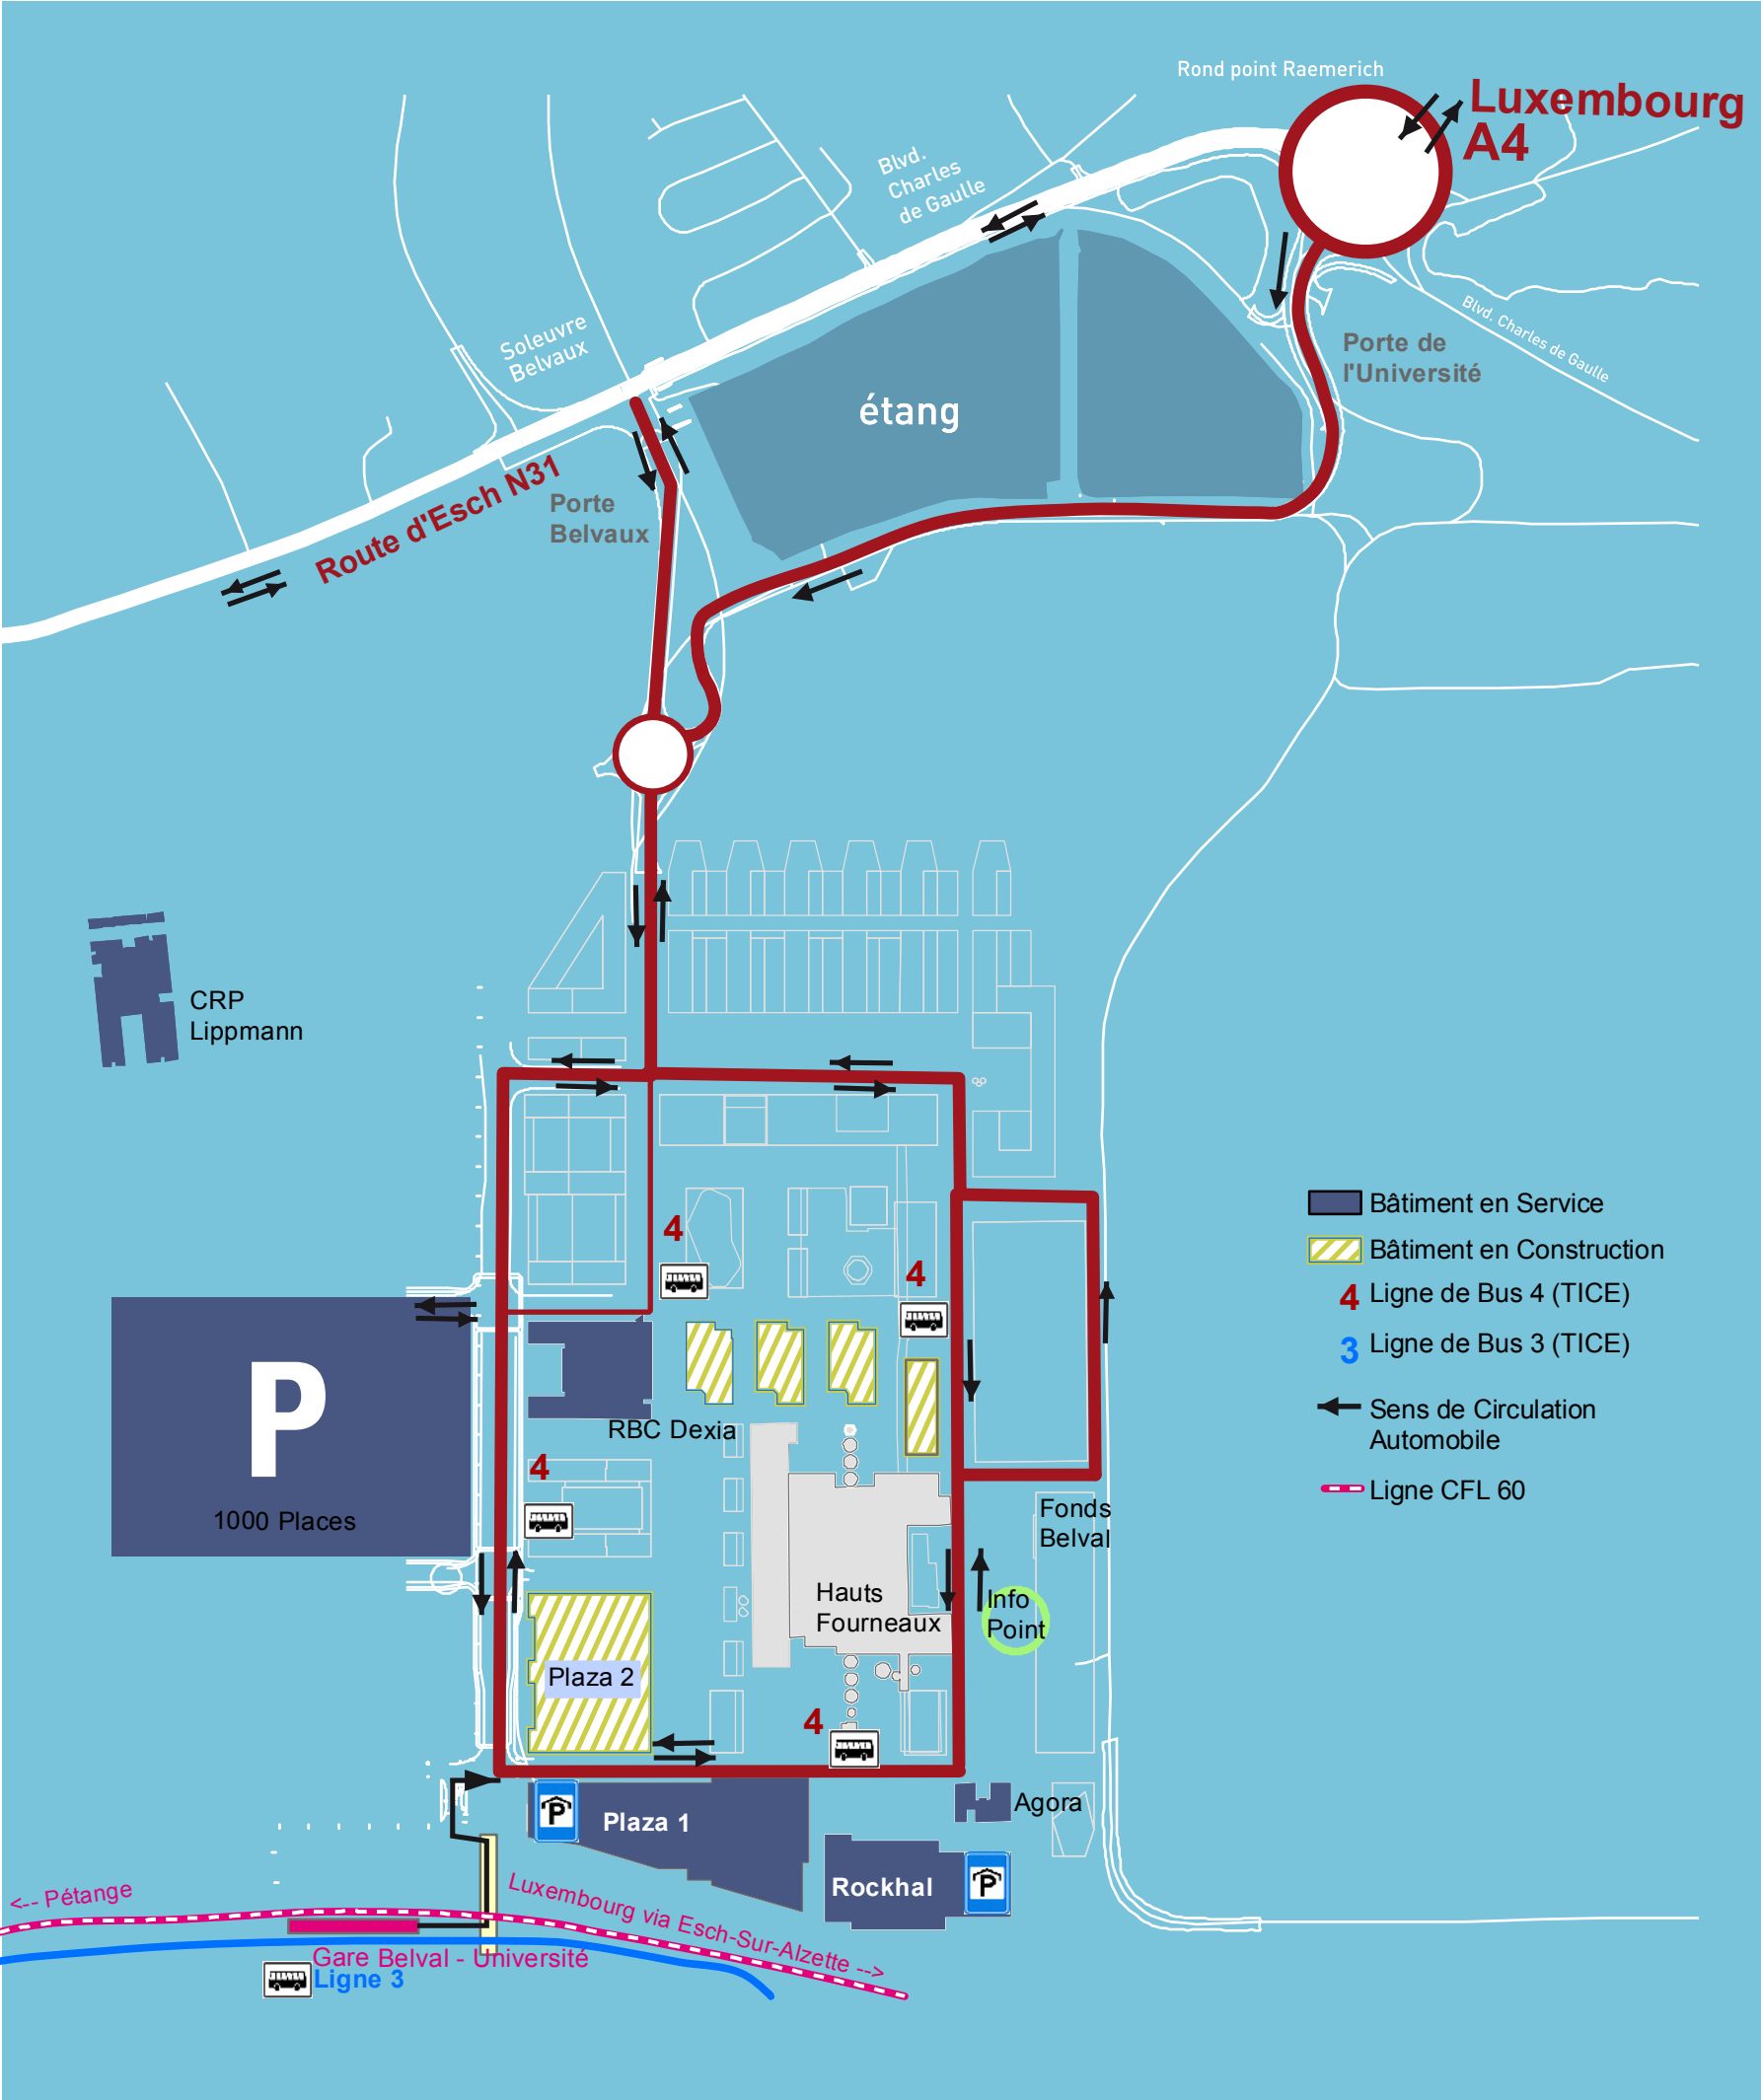 Rond point Raemerich
Luxembourg
A4
Blvd.
Charles
de Gaulle
Blvd. Charles de Gaulle
Soleuvre
Belvaux
Porte de
l'Université
étang
Route d'Esch N31
Porte
Belvaux
CRP
Lippmann
4
4
Bâtiment en Service
Bâtiment en Construction
4 Ligne de Bus 4 (TICE)
3 Ligne de Bus 3 (TICE)
Sens de Circulation
Automobile
Ligne CFL 60
P
1000 Places
RBC Dexia
4
Fonds
Belval
Hauts
Fourneaux
Info
Point
Plaza 2
4
P
Plaza 1
Agora
Rockhal
P
<-- Pétange
Luxembourg via Esch-Sur-Alzette -->
Gare Belval - Université
Ligne 3